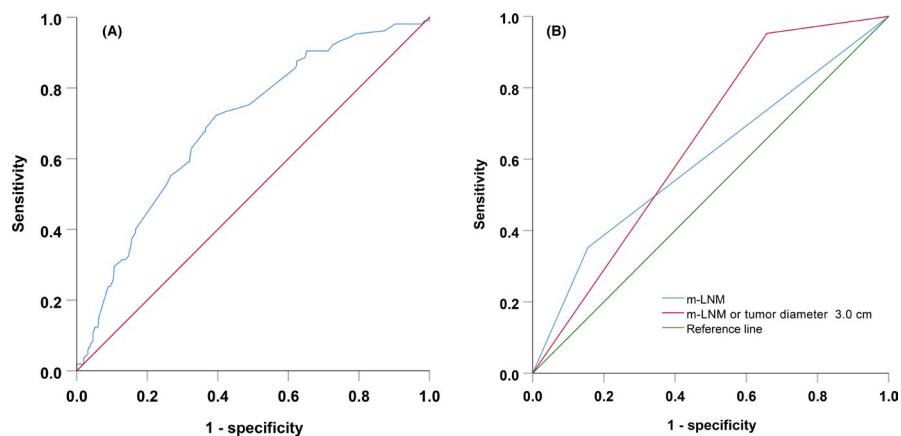 (A)
1.0
0.8
0.6
0.4
0.2
0.0
Sensitivity
0.0 0.2 0.4 0.6 0.8 1.0
1 - specificity
(B)
1.0
0.8
0.6
0.4
0.2
0.0
Sensitivity
m-LNM
m-LNM or tumor diameter 3.0 cm
Reference line
0.0 0.2 0.4 0.6 0.8 1.0
1 - specificity